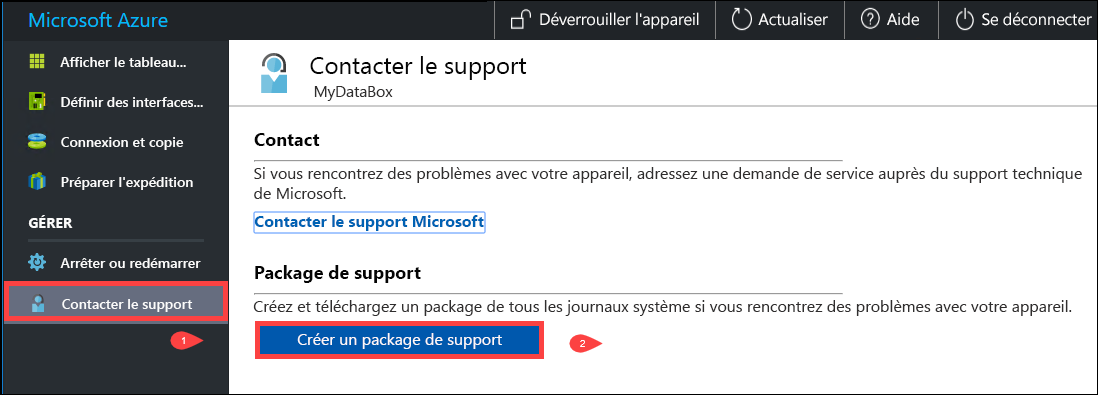 Microsoft Azure
Déverrouiller l'appareil
Actualiser
Aide
Se déconnecter
Afficher le tableau...
Définir des interfaces...
Connexion et copie
Préparer l'expédition
GÉRER
Arrêter ou redémarrer
Contacter le support
1
Contacter le support
MyDataBox
Contact
Si vous rencontrez des problèmes avec votre appareil, adressez une demande de service auprès du support technique
de Microsoft.
Contacter le support Microsoft
Package de support
Créez et téléchargez un package de tous les journaux système si vous rencontrez des problèmes avec votre appareil.
Créer un package de support
2